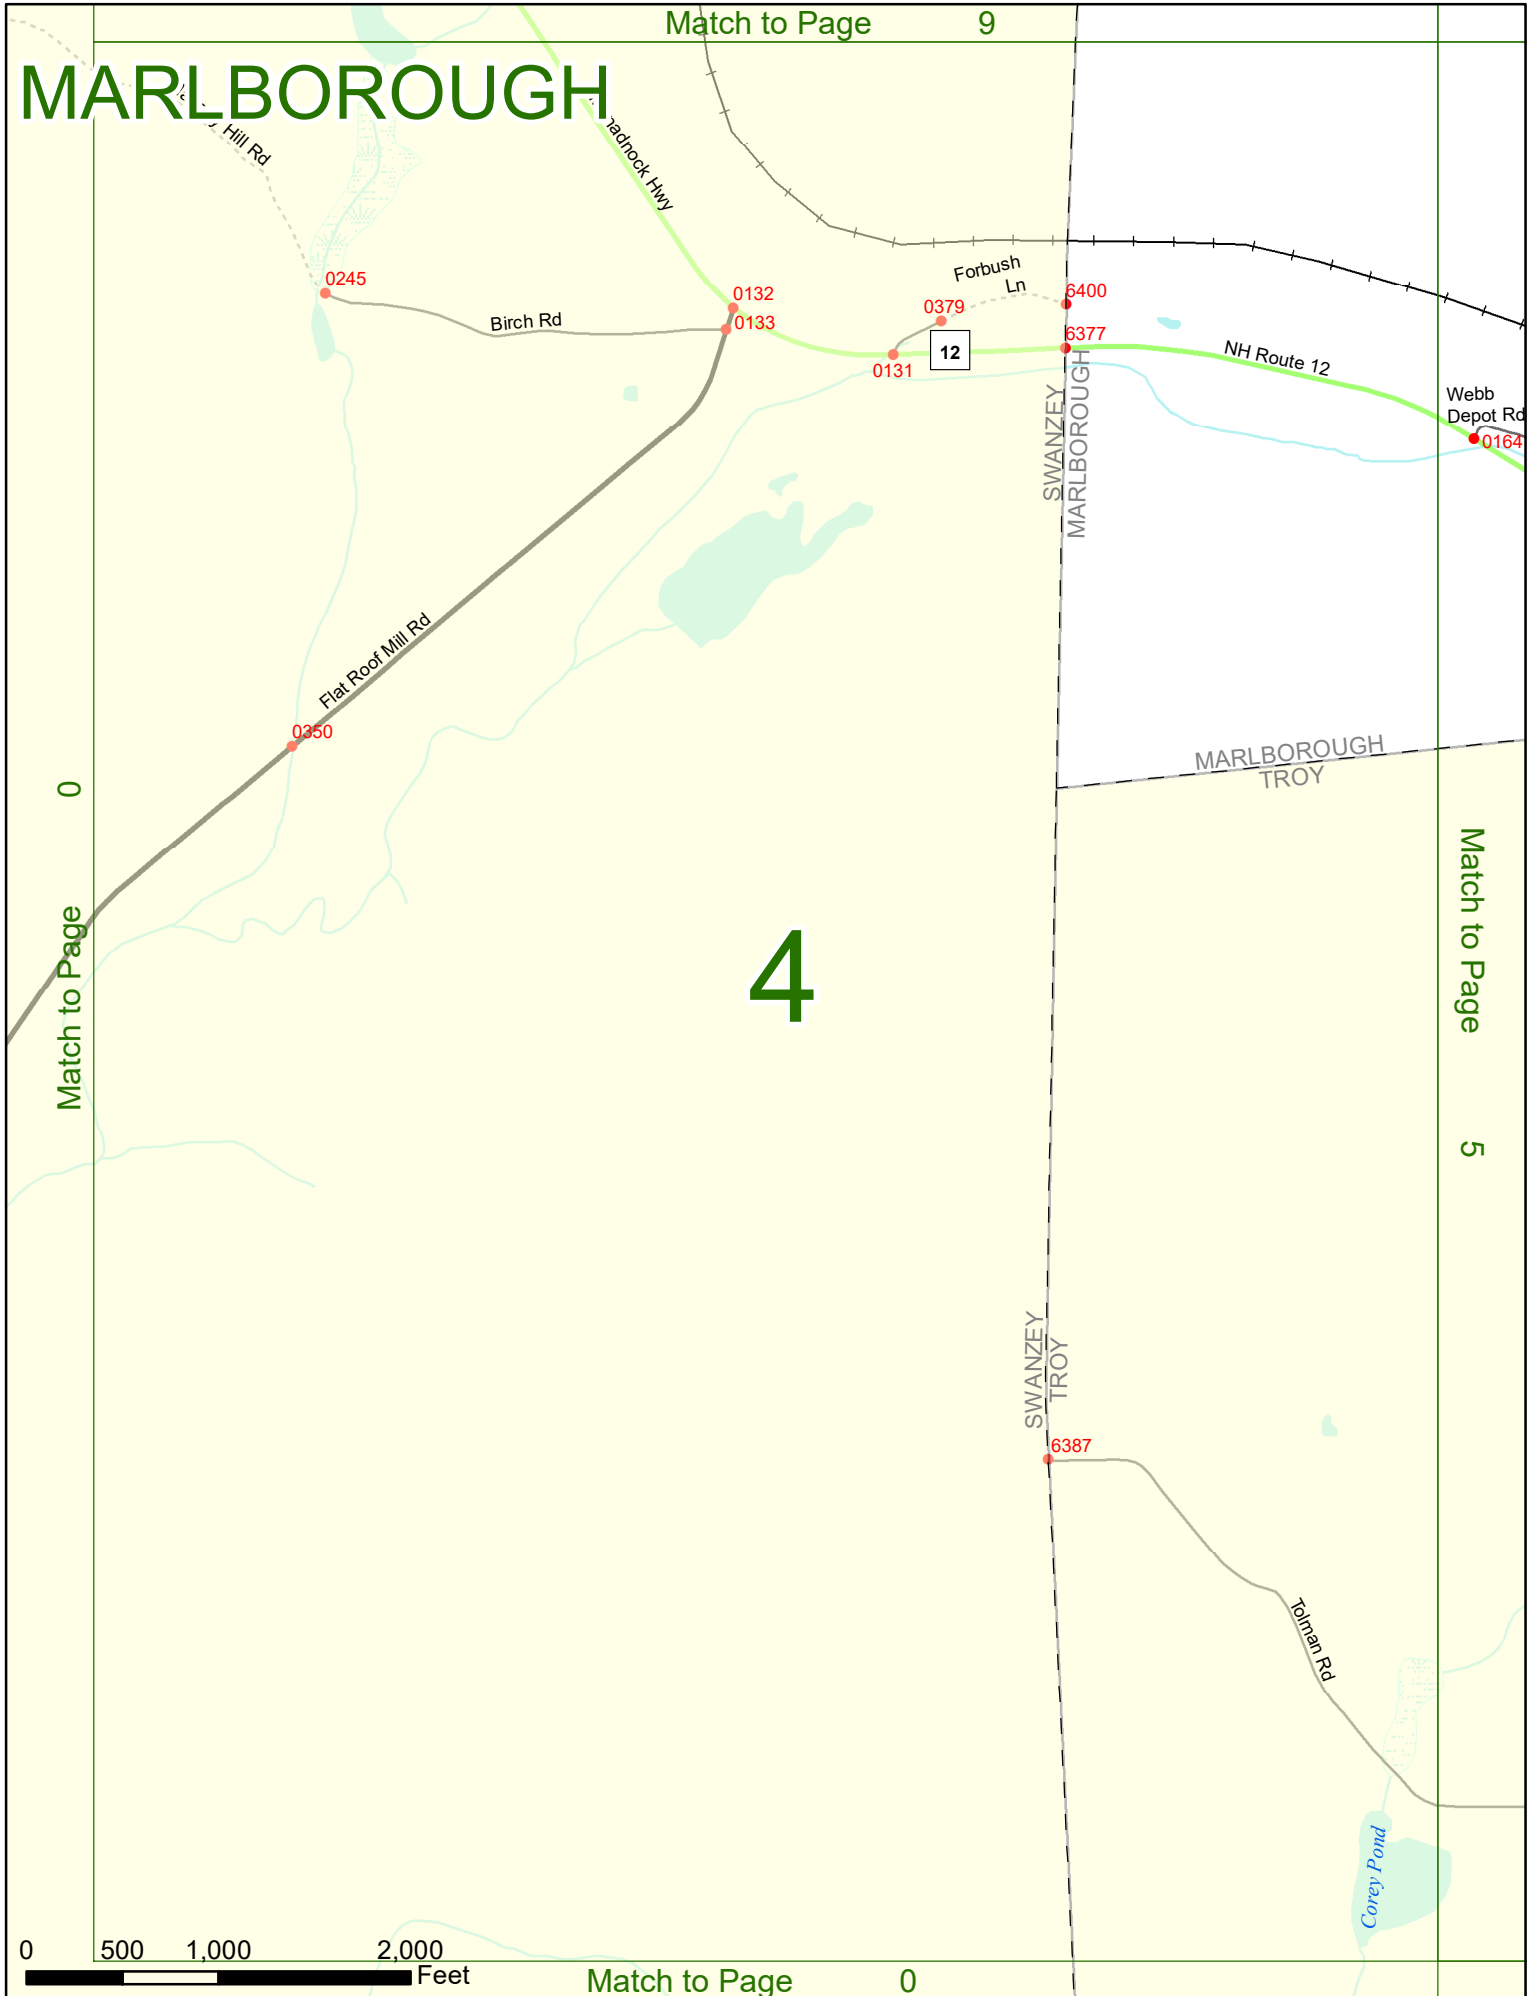 Match to Page 9
MARLBOROUGH
Hill Rd
nadnock Hwy
0245
Birch Rd
0132
0133
Forbush
Ln
0379
6400
12
0131
6377
NH Route 12
Webb
Depot Rd
0164
SWANZEY
MARLBOROUGH
Flat Roof Mill Rd
0350
MARLBOROUGH
TROY
Match to Page 0
4
Match to Page 5
SWANZEY
TROY
6387
Tolman Rd
Corey Pond
0 500 1,000 2,000
Feet
Match to Page 0